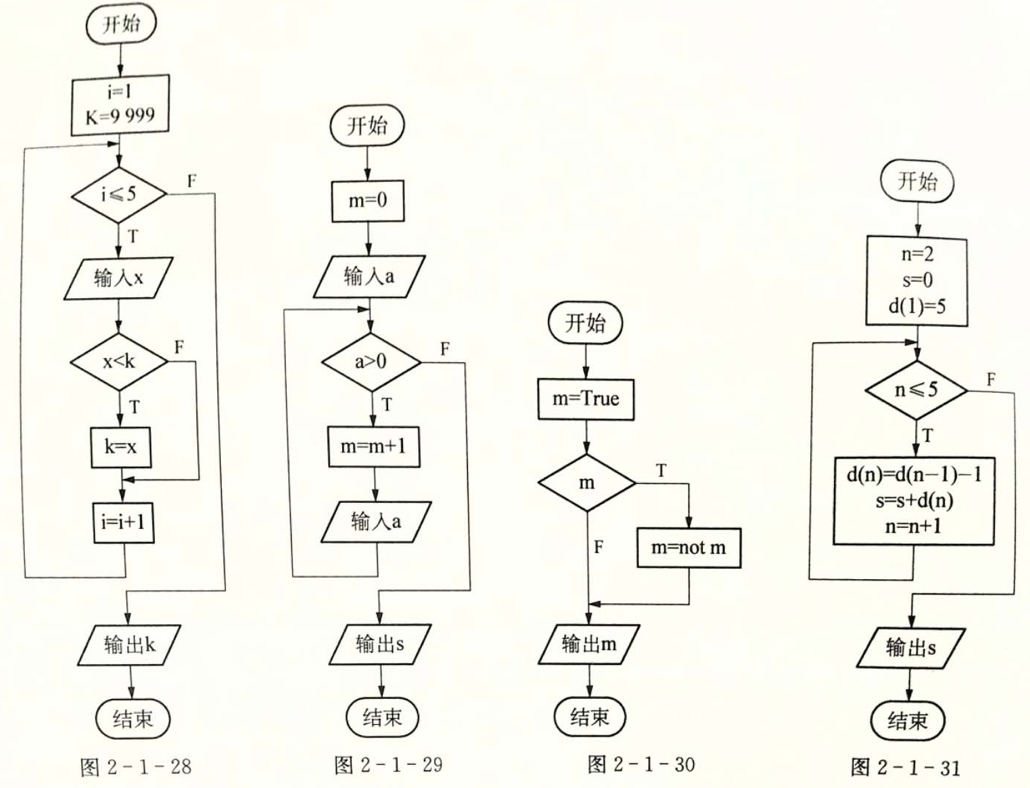 开始
i=1
K=9 999
i≤5
F
T
输入x
x<k
F
T
k=x
i=i+1
输出k
结束
图 2-1-28
开始
m=0
输入a
a>0
F
T
m=m+1
输入a
输出s
结束
图 2-1-29
开始
m=True
m
T
F
m=not m
输出m
结束
图 2-1-30
开始
n=2
s=0
d(1)=5
n≤5
F
T
d(n)=d(n-1)-1
s=s+d(n)
n=n+1
输出s
结束
图 2-1-31